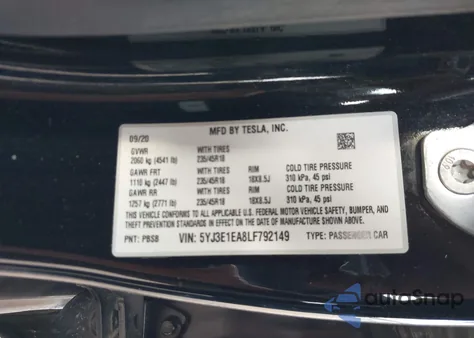 MFD BY TESLA, INC.
09/20
GVWR WITH TIRES
2060 kg (4541 lb) 235/45R18
GAWR FRT WITH TIRES RIM COLD TIRE PRESSURE
1110 kg (2447 lb) 235/45R18 18X8.5J 310 kPa, 45 psi
GAWR RR WITH TIRES RIM COLD TIRE PRESSURE
1257 kg (2771 lb) 235/45R18 18X8.5J 310 kPa, 45 psi
THIS VEHICLE CONFORMS TO ALL APPLICABLE U.S. FEDERAL MOTOR VEHICLE SAFETY, BUMPER,
AND THEFT PREVENTION STANDARDS IN EFFECT ON THE DATE OF MANUFACTURE SHOWN ABOVE.
PNT: PBSB VIN: 5YJ3E1EA8LF792149 TYPE: PASSENGER CAR
autoSnap